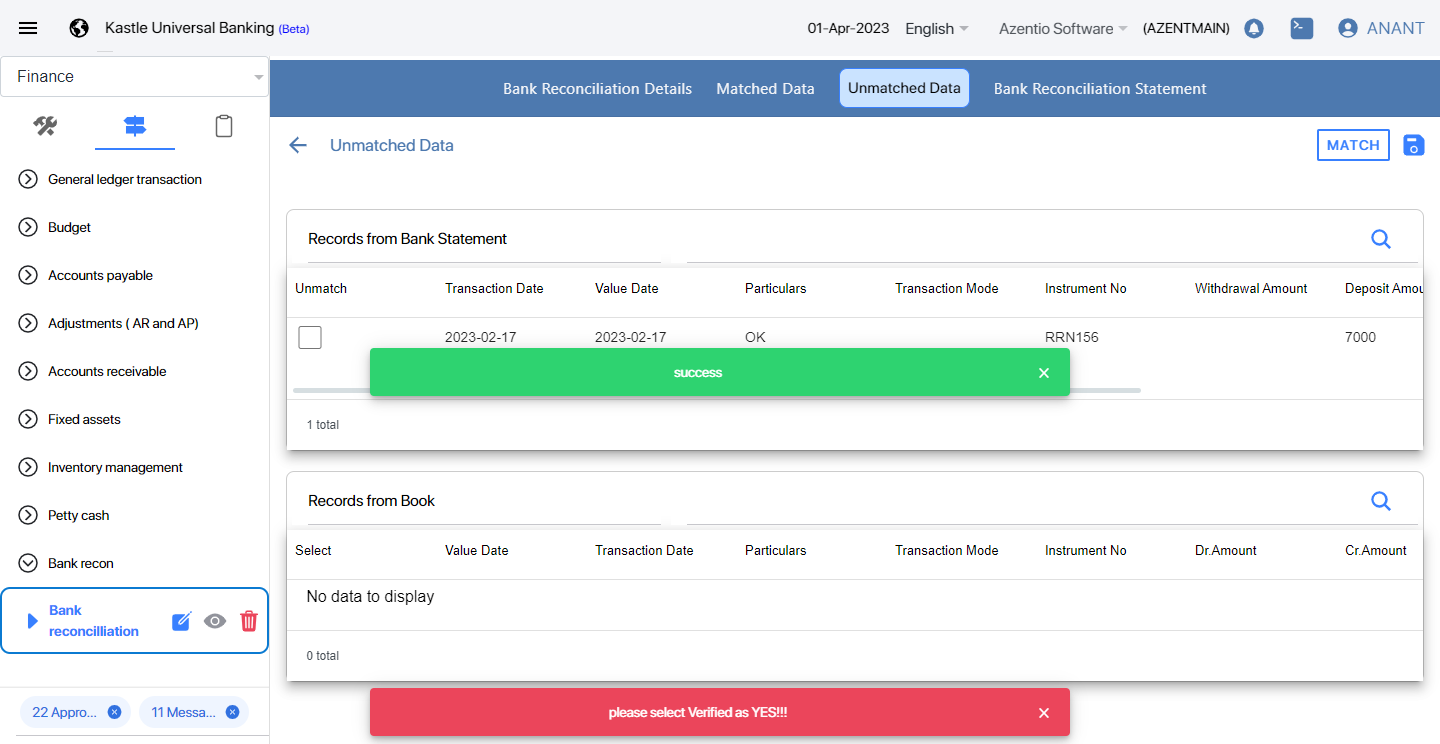 Kastle Universal Banking (Beta)
01-Apr-2023 English Azentio Software (AZENTMAIN) ANANT
Finance
Bank Reconciliation Details Matched Data Unmatched Data Bank Reconciliation Statement
Unmatched Data MATCH
General ledger transaction
Budget
Accounts payable
Adjustments ( AR and AP)
Accounts receivable
Fixed assets
Inventory management
Petty cash
Bank recon
Bank
reconcilliation
22 Appro... 11 Messa...
Records from Bank Statement
Unmatch Transaction Date Value Date Particulars Transaction Mode Instrument No Withdrawal Amount Deposit Amou
2023-02-17 2023-02-17 OK RRN156 7000
success
1 total
Records from Book
Select Value Date Transaction Date Particulars Transaction Mode Instrument No Dr.Amount Cr.Amount
No data to display
0 total
please select Verified as YES!!!